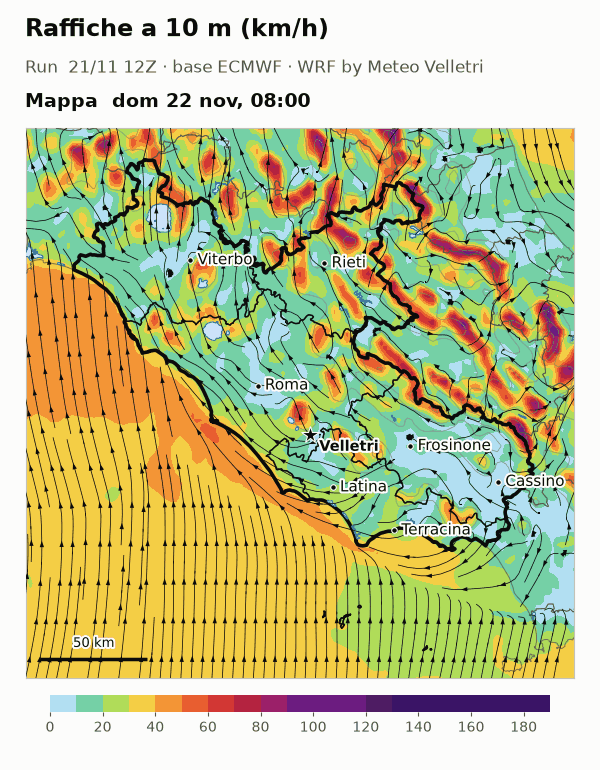 Raffiche a 10 m (km/h)
Run  21/11 12Z · base ECMWF · WRF by Meteo Velletri
Mappa  dom 22 nov, 08:00
Viterbo
Rieti
Roma
Velletri
Frosinone
Latina
Cassino
Terracina
50 km
0 20 40 60 80 100 120 140 160 180